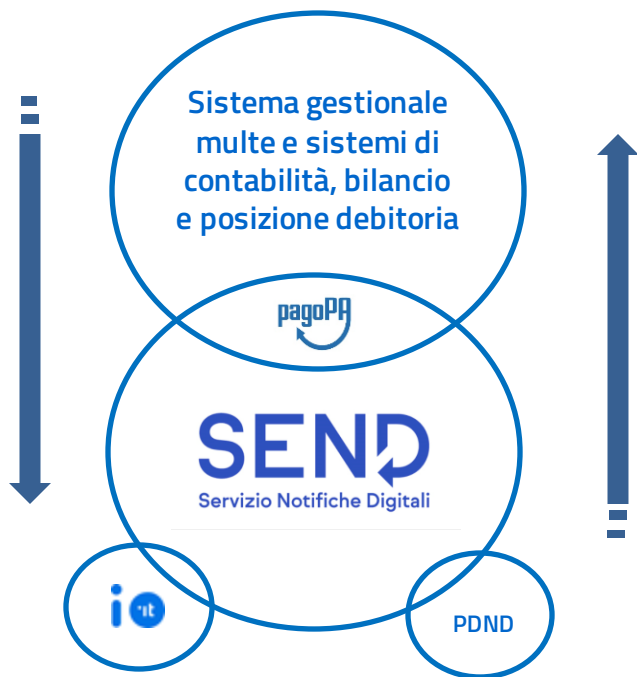 Sistema gestionale
multe e sistemi di
contabilità, bilancio
e posizione debitoria
pagoPA
SEND
Servizio Notifiche Digitali
io it
PDND